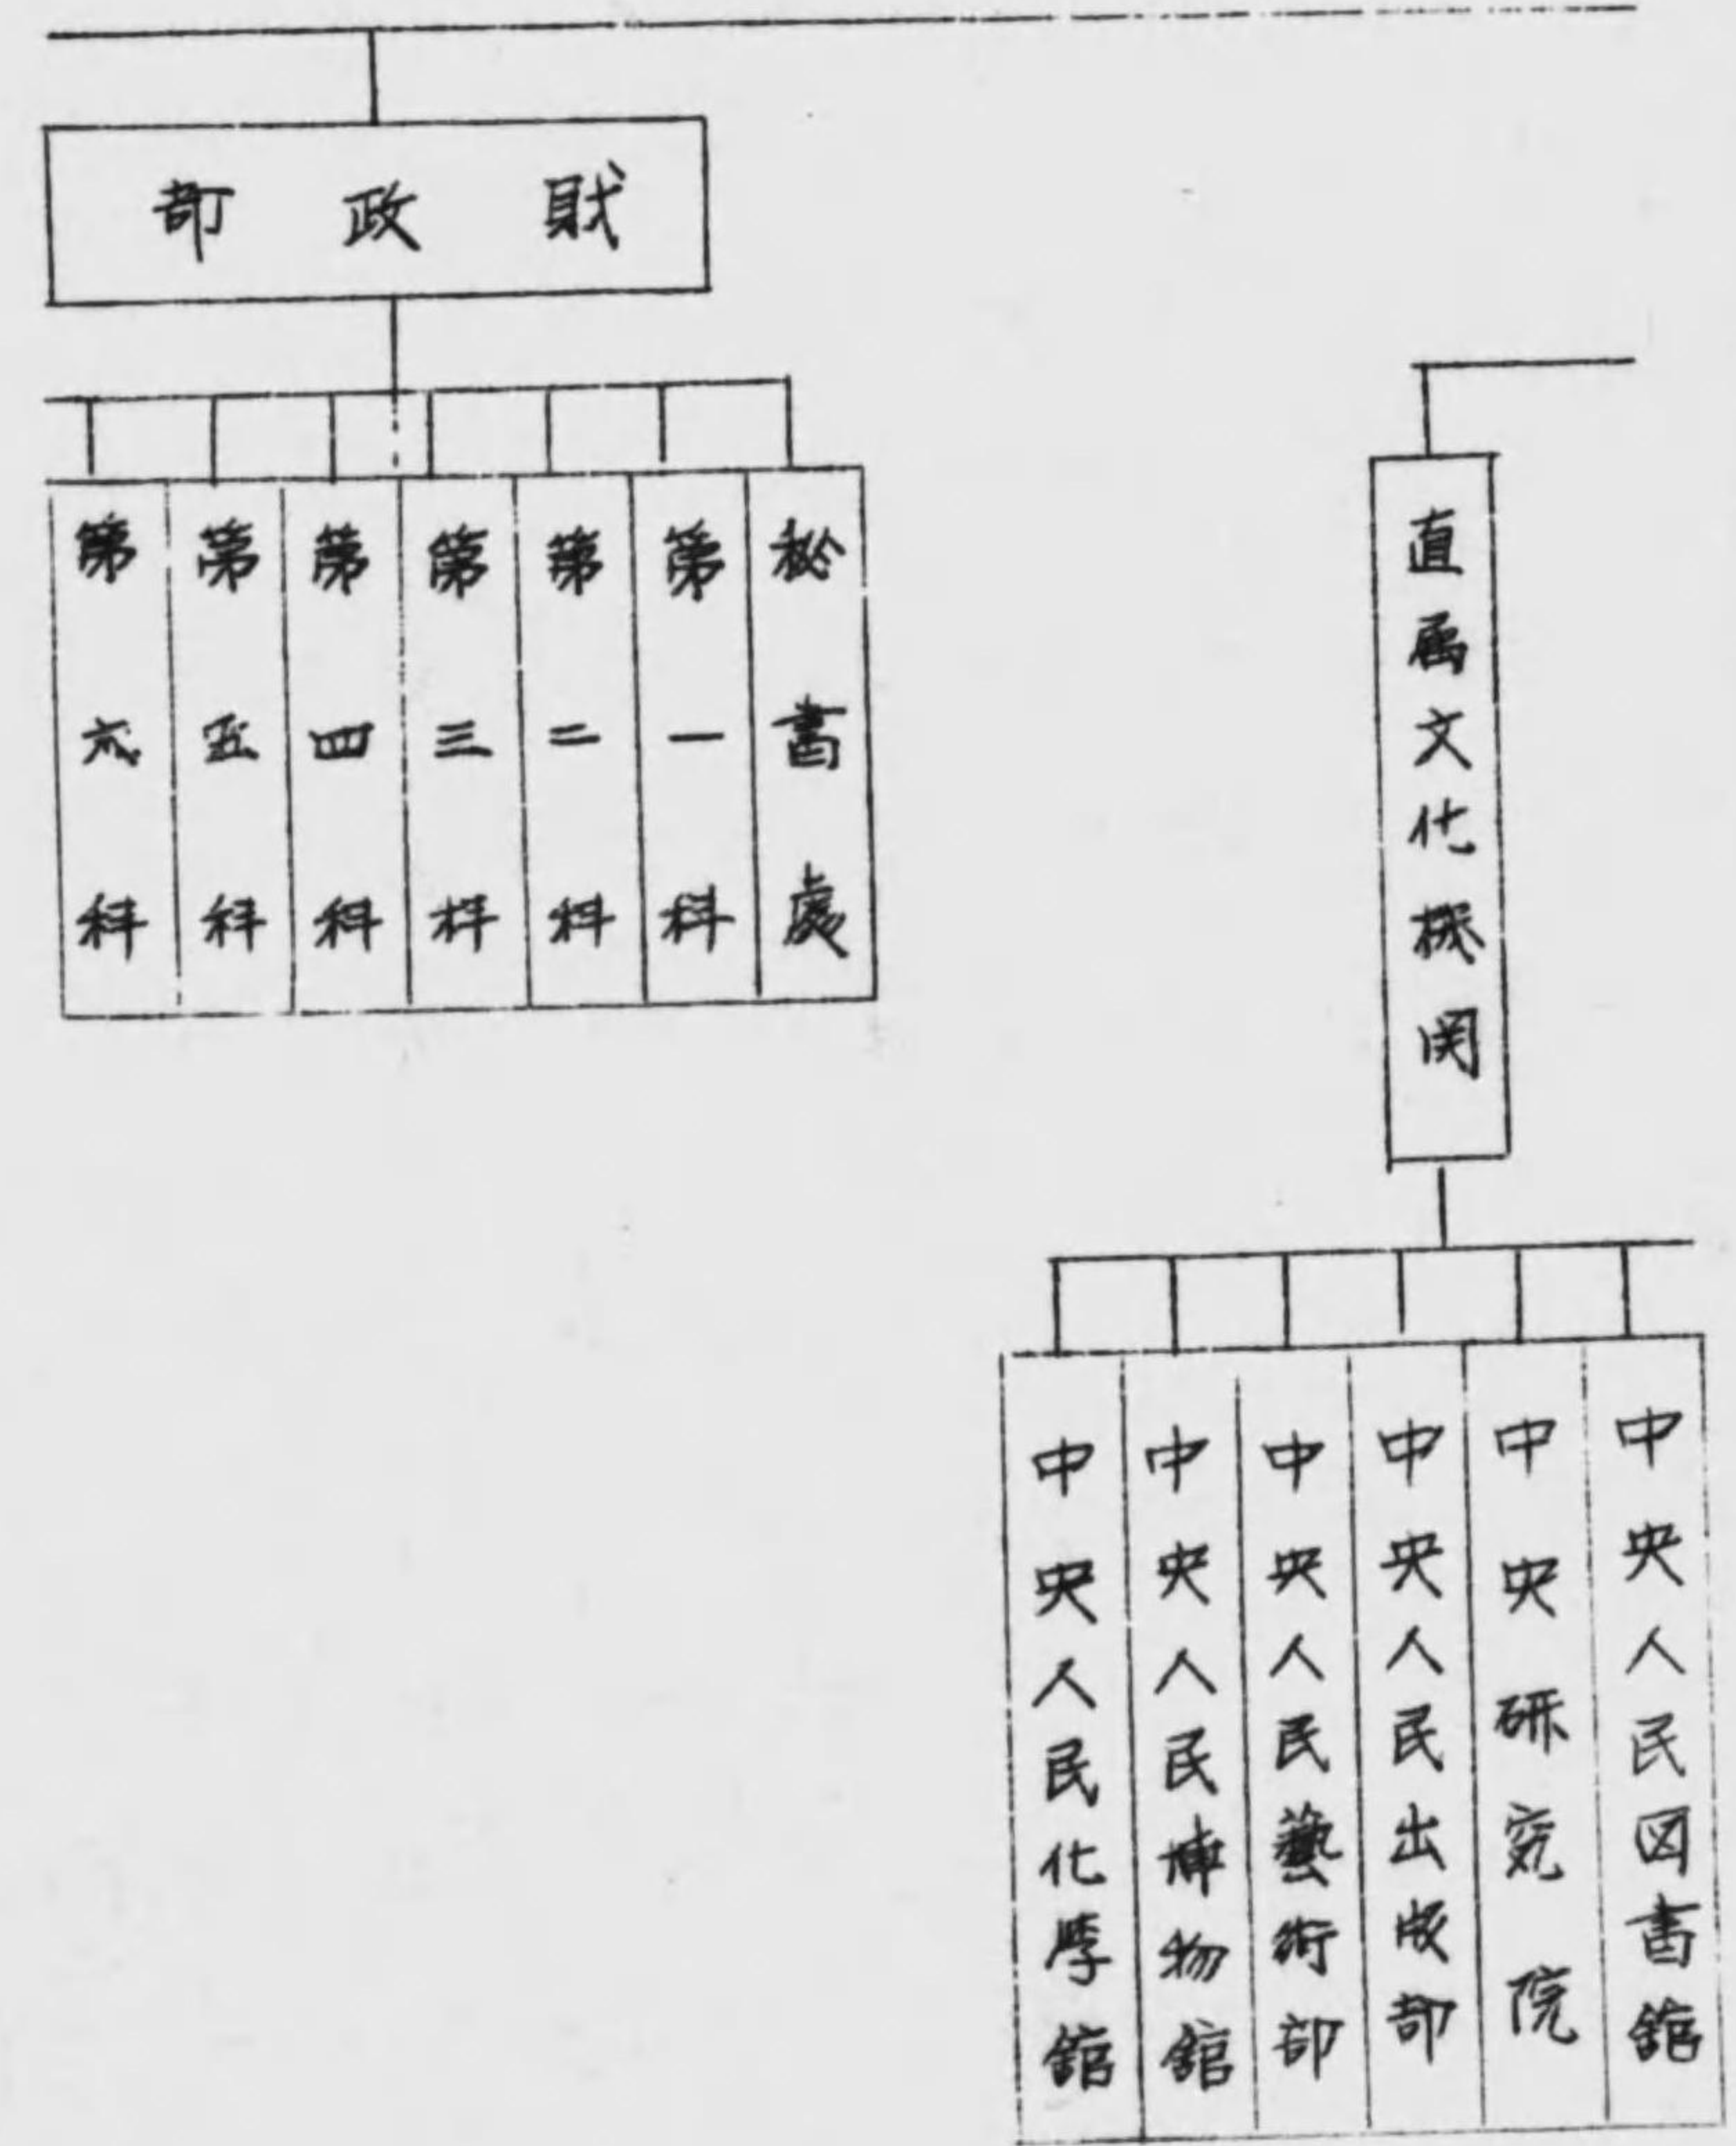 財政部
秘書處
第一科
第二科
第三科
第四科
第五科
第六科
直属文化機関
中央人民図書館
中央研究院
中央人民出版部
中央人民藝術部
中央人民博物館
中央人民化学館